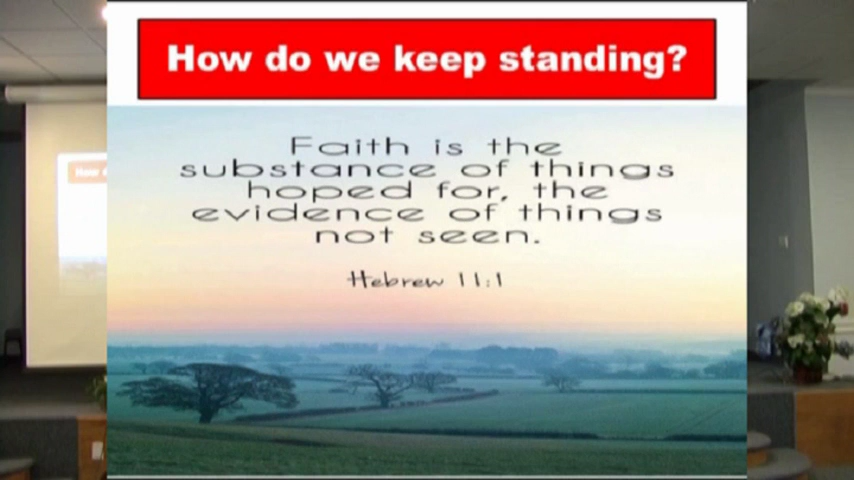 How do we keep standing?
Faith is the
substance of things
hoped for, the
evidence of things
not seen.
Hebrew 11:1